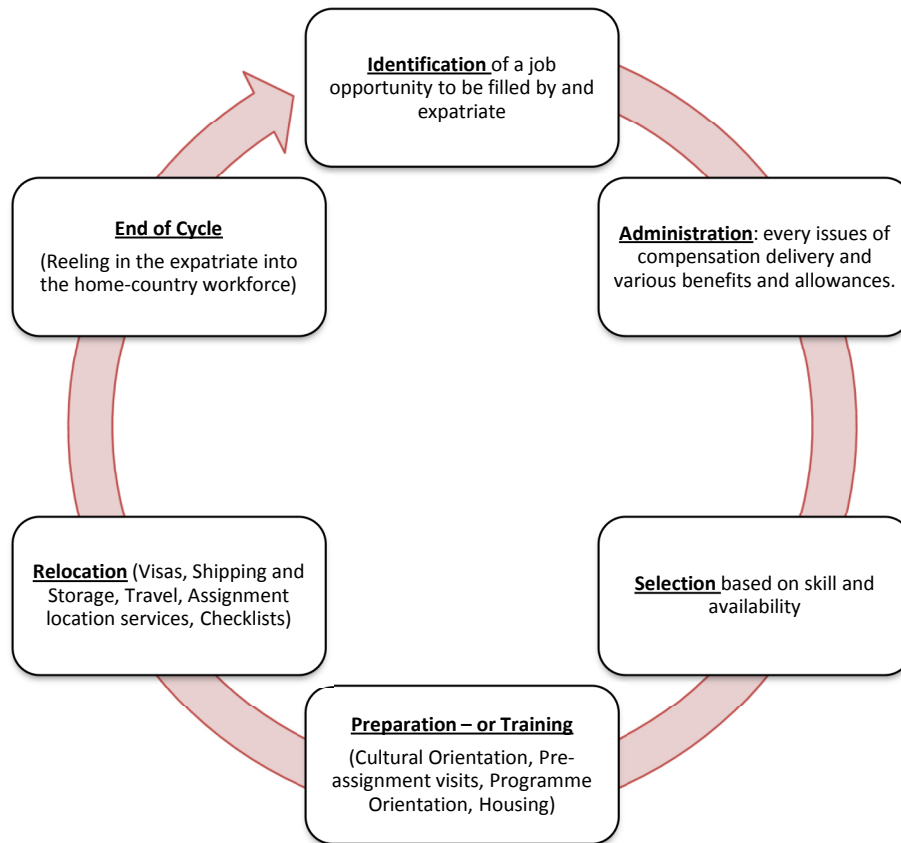 Identification of a job
opportunity to be filled by and
expatriate
Administration: every issues of
compensation delivery and
various benefits and allowances.
Selection based on skill and
availability
Preparation – or Training
(Cultural Orientation, Pre-
assignment visits, Programme
Orientation, Housing)
Relocation (Visas, Shipping and
Storage, Travel, Assignment
location services, Checklists)
End of Cycle
(Reeling in the expatriate into
the home-country workforce)